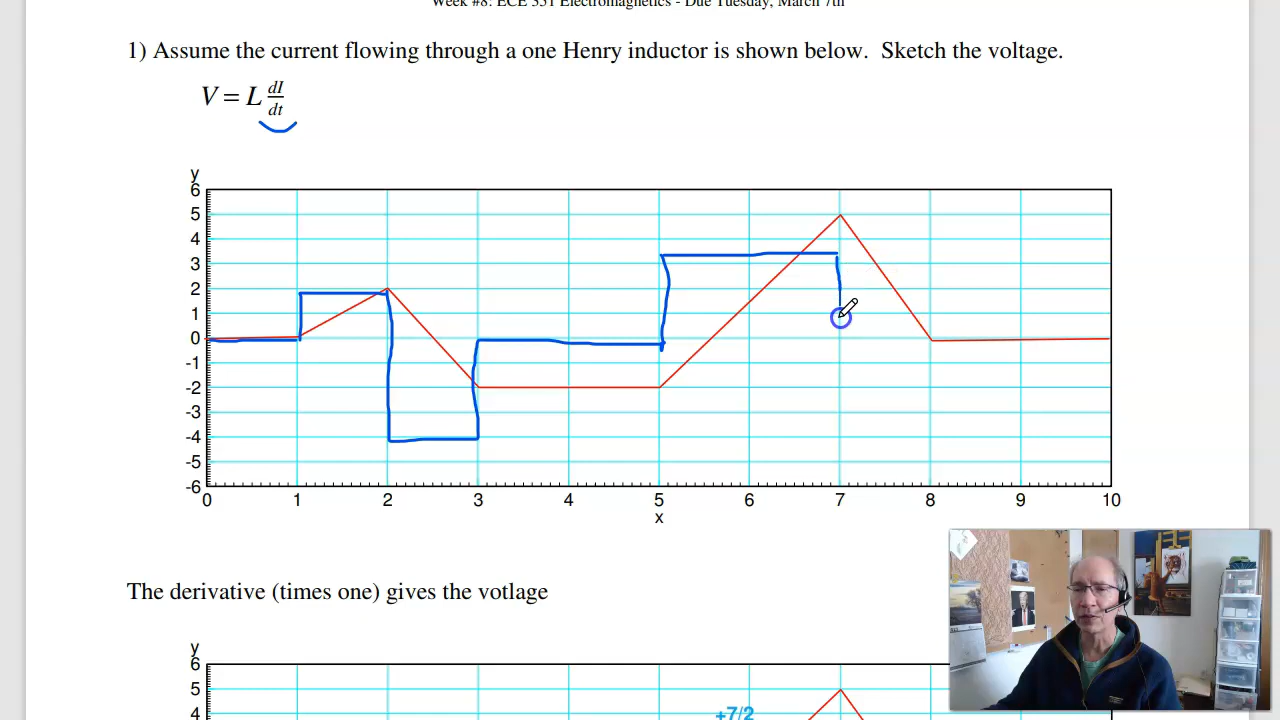 Week #8: ECE 351 Electromagnetics - Due Tuesday, March 7th
1) Assume the current flowing through a one Henry inductor is shown below. Sketch the voltage.
V = L dI
dt
y
6
5
4
3
2
1
0
-1
-2
-3
-4
-5
-6
0 1 2 3 4 5 6 7 8 9 10
x
The derivative (times one) gives the votlage
y
6
5
4
+7/2